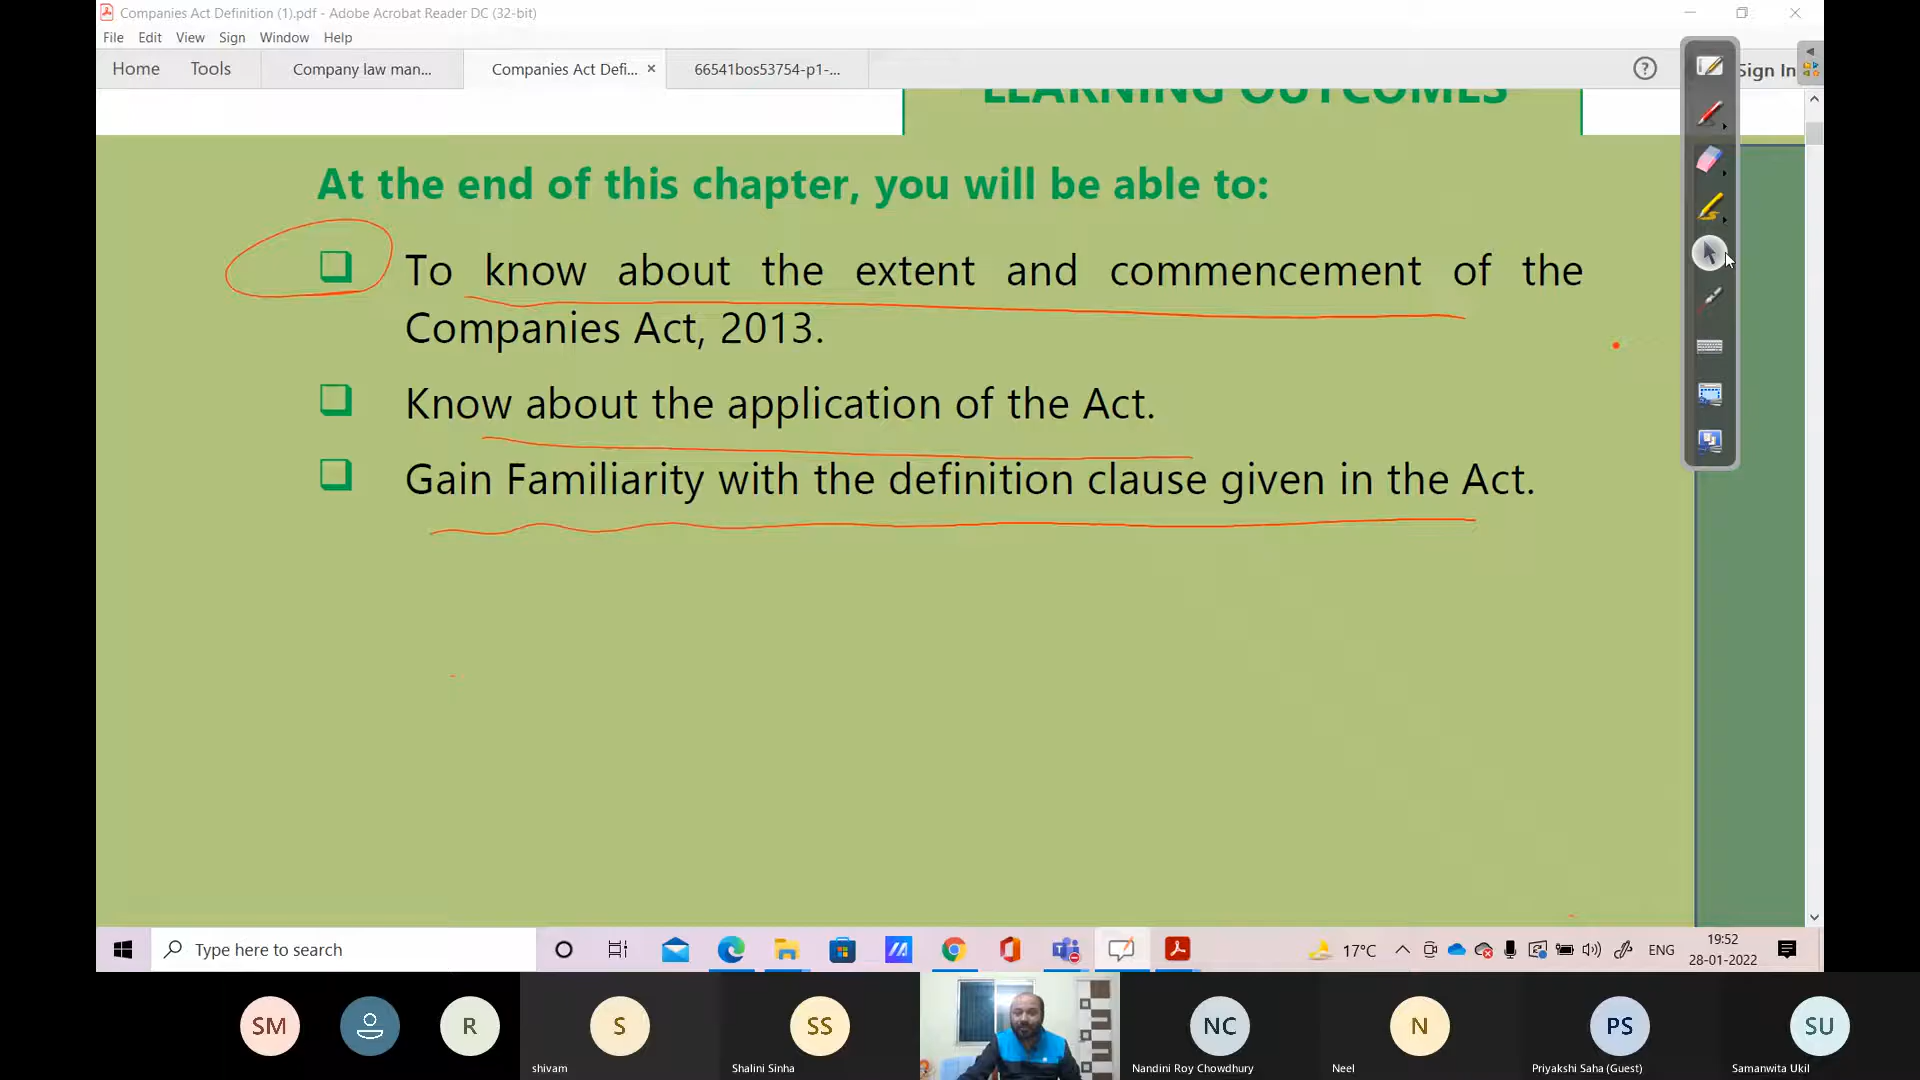 Companies Act Definition (1).pdf - Adobe Acrobat Reader DC (32-bit)
File Edit View Sign Window Help
Home Tools Company law man... Companies Act Defi... × 66541bos53754-p1-... ? Sign In
LEARNING OUTCOMES
At the end of this chapter, you will be able to:
To know about the extent and commencement of the
Companies Act, 2013.
Know about the application of the Act.
Gain Familiarity with the definition clause given in the Act.
Type here to search
17°C ENG
19:52
28-01-2022
SM R S SS NC N PS SU
shivam Shalini Sinha Nandini Roy Chowdhury Neel Priyakshi Saha (Guest) Samanwita Ukil